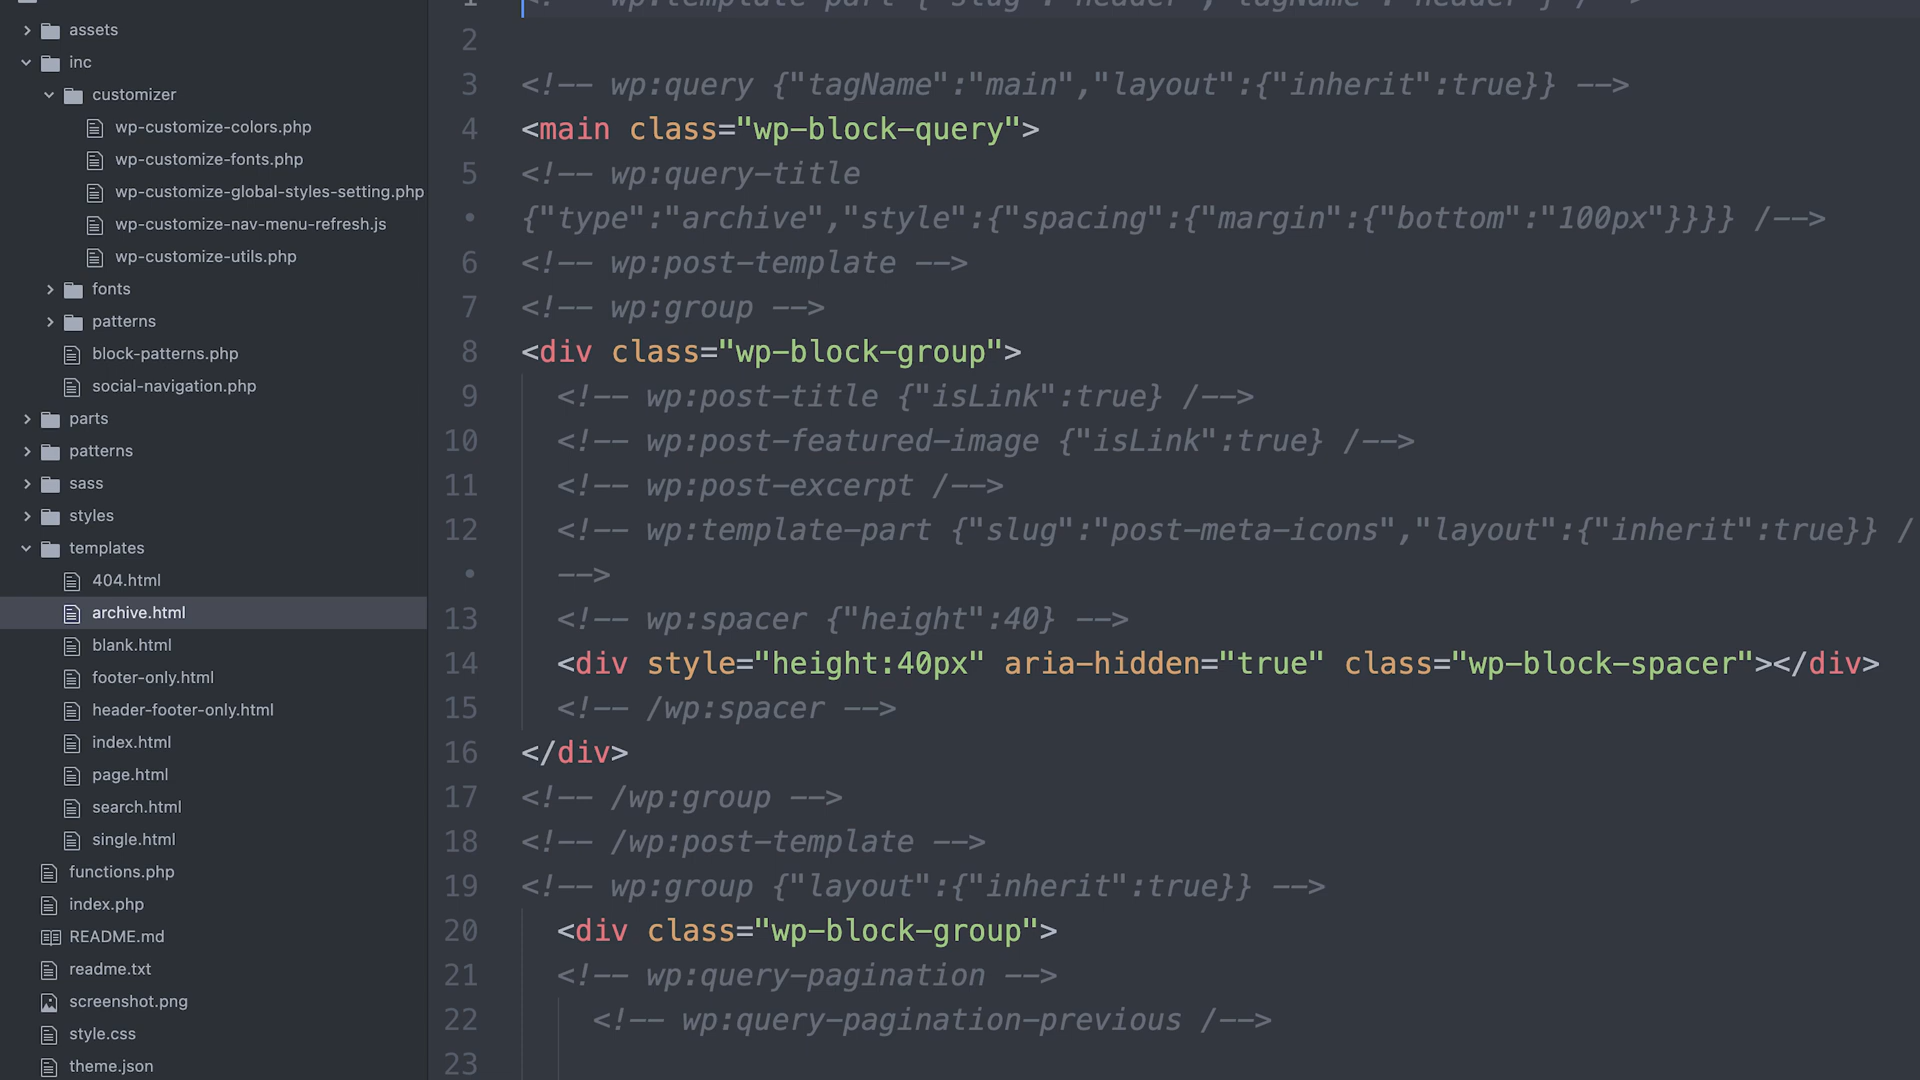 assets
inc
customizer
wp-customize-colors.php
wp-customize-fonts.php
wp-customize-global-styles-setting.php
wp-customize-nav-menu-refresh.js
wp-customize-utils.php
fonts
patterns
block-patterns.php
social-navigation.php
parts
patterns
sass
styles
templates
404.html
archive.html
blank.html
footer-only.html
header-footer-only.html
index.html
page.html
search.html
single.html
functions.php
index.php
README.md
readme.txt
screenshot.png
style.css
theme.json
1 <!-- wp:template-part {"slug":"header","tagName":"header"} /-->
2
3 <!-- wp:query {"tagName":"main","layout":{"inherit":true}} -->
4 <main class="wp-block-query">
5 <!-- wp:query-title
• {"type":"archive","style":{"spacing":{"margin":{"bottom":"100px"}}}} /-->
6 <!-- wp:post-template -->
7 <!-- wp:group -->
8 <div class="wp-block-group">
9 <!-- wp:post-title {"isLink":true} /-->
10 <!-- wp:post-featured-image {"isLink":true} /-->
11 <!-- wp:post-excerpt /-->
12 <!-- wp:template-part {"slug":"post-meta-icons","layout":{"inherit":true}} /
• -->
13 <!-- wp:spacer {"height":40} -->
14 <div style="height:40px" aria-hidden="true" class="wp-block-spacer"></div>
15 <!-- /wp:spacer -->
16 </div>
17 <!-- /wp:group -->
18 <!-- /wp:post-template -->
19 <!-- wp:group {"layout":{"inherit":true}} -->
20 <div class="wp-block-group">
21 <!-- wp:query-pagination -->
22 <!-- wp:query-pagination-previous /-->
23